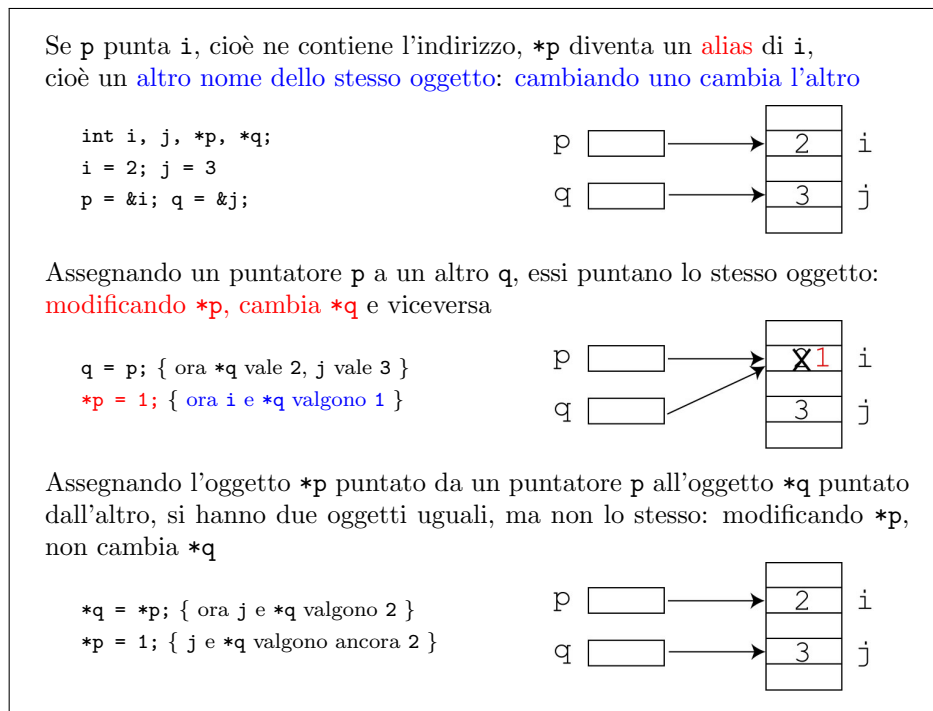 Se p punta i, cioè ne contiene l'indirizzo, *p diventa un alias di i,
cioè un altro nome dello stesso oggetto: cambiando uno cambia l'altro
int i, j, *p, *q;
i = 2; j = 3
p = &i; q = &j;
p 2 i
q 3 j
Assegnando un puntatore p a un altro q, essi puntano lo stesso oggetto:
modificando *p, cambia *q e viceversa
q = p; { ora *q vale 2, j vale 3 }
*p = 1; { ora i e *q valgono 1 }
p 2 1 i
q 3 j
Assegnando l'oggetto *p puntato da un puntatore p all'oggetto *q puntato
dall'altro, si hanno due oggetti uguali, ma non lo stesso: modificando *p,
non cambia *q
*q = *p; { ora j e *q valgono 2 }
*p = 1; { j e *q valgono ancora 2 }
p 2 i
q 3 j